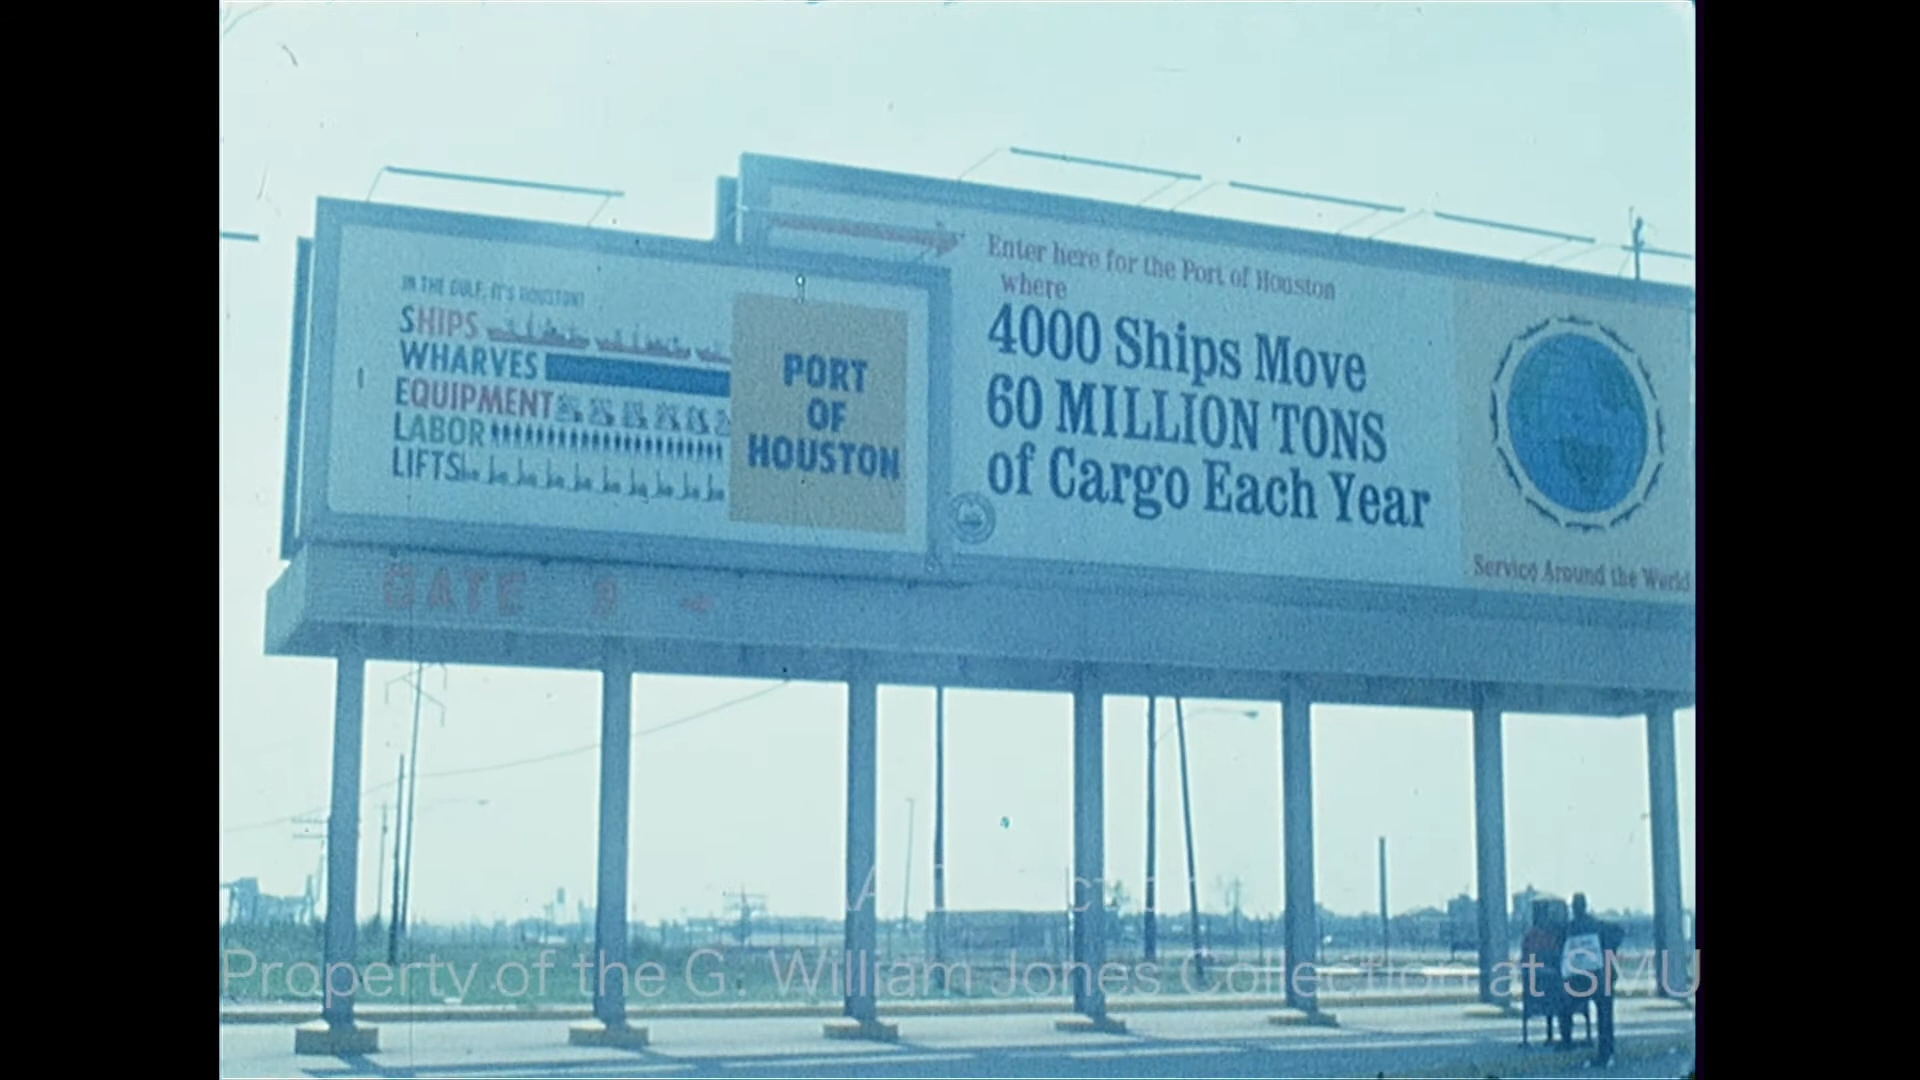 IN THE GULF, IT'S HOUSTON!
SHIPS
WHARVES
EQUIPMENT
LABOR
LIFTS
PORT
OF
HOUSTON
Enter here for the Port of Houston
where
4000 Ships Move
60 MILLION TONS
of Cargo Each Year
Service Around the World
GATE 9
Property of the G. William Jones Collection at SMU